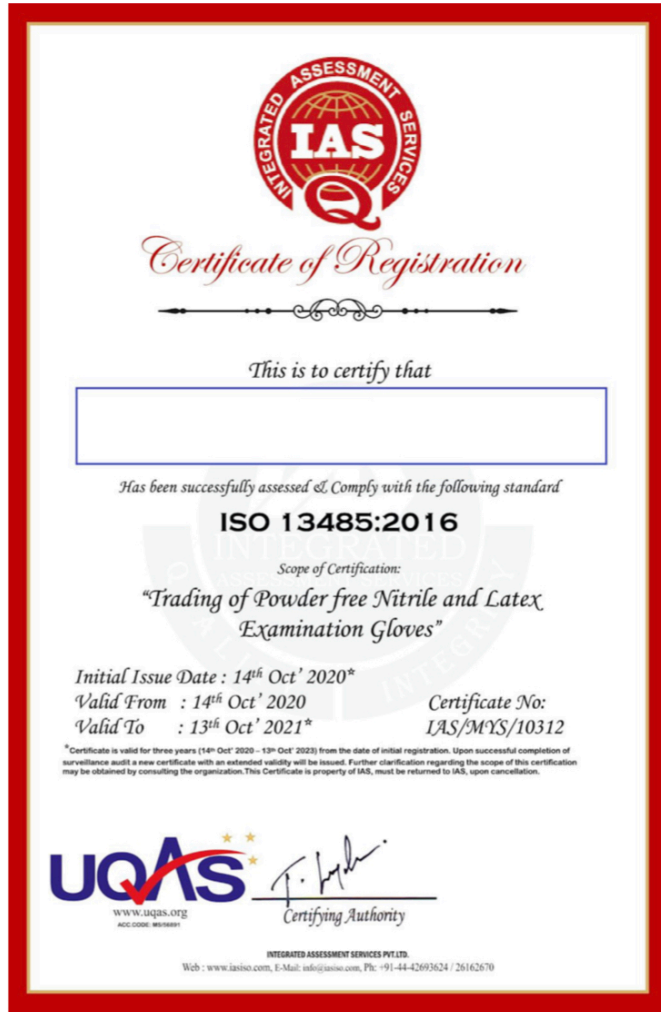 INTEGRATED ASSESSMENT SERVICES
IAS
Q
Certificate of Registration
This is to certify that
Has been successfully assessed & Comply with the following standard
ISO 13485:2016
Scope of Certification:
"Trading of Powder free Nitrile and Latex
Examination Gloves"
Initial Issue Date : 14th Oct' 2020*
Valid From : 14th Oct' 2020
Valid To : 13th Oct' 2021*
Certificate No:
IAS/MYS/10312
*Certificate is valid for three years (14th Oct' 2020 – 13th Oct' 2023) from the date of initial registration. Upon successful completion of
surveillance audit a new certificate with an extended validity will be issued. Further clarification regarding the scope of this certification
may be obtained by consulting the organization.This Certificate is property of IAS, must be returned to IAS, upon cancellation.
UQAS
www.uqas.org
ACC.CODE:
Certifying Authority
INTEGRATED ASSESSMENT SERVICES PVT.LTD.
Web : www.iasiso.com, E-Mail: info@iasiso.com, Ph: +91-44-42693624 / 26162670
INTEGRATED
ASSESSMENT SERVICES
QUALITY
INTEGRITY